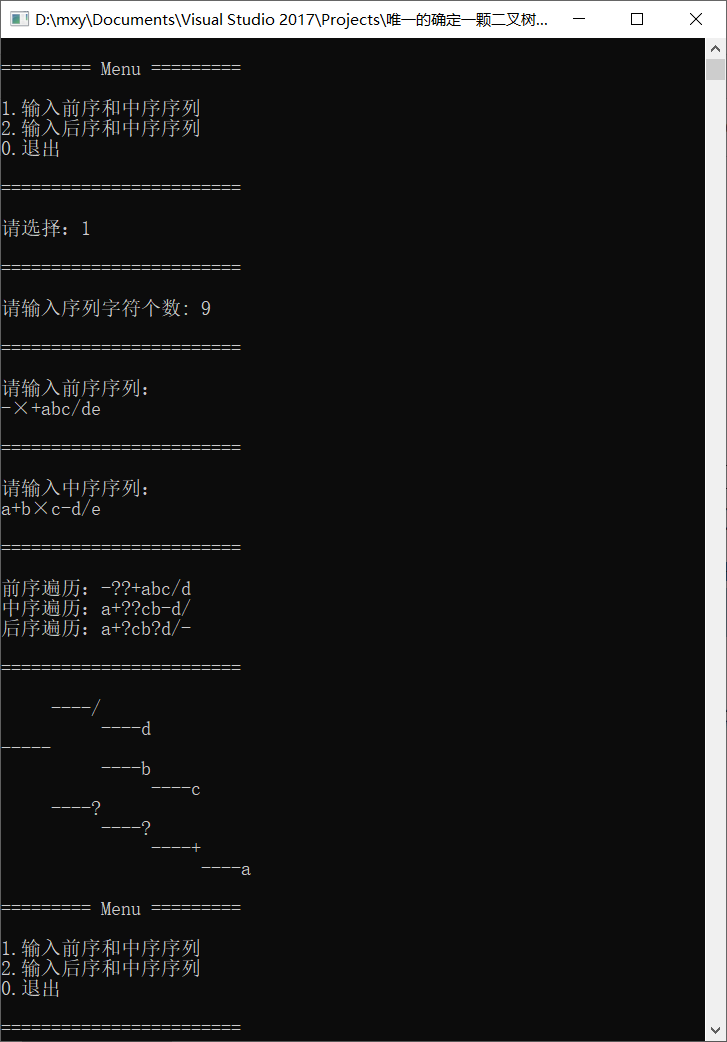 D:\mxy\Documents\Visual Studio 2017\Projects\唯一的确定一颗二叉树...
========= Menu =========
1.输入前序和中序序列
2.输入后序和中序序列
0.退出
========================
请选择：1
========================
请输入序列字符个数: 9
========================
请输入前序序列：
-×+abc/de
========================
请输入中序序列：
a+b×c-d/e
========================
前序遍历：-??+abc/d
中序遍历：a+??cb-d/
后序遍历：a+?cb?d/-
========================
     ----/
          ----d
-----
          ----b
               ----c
     ----?
          ----?
               ----+
                    ----a
========= Menu =========
1.输入前序和中序序列
2.输入后序和中序序列
0.退出
========================